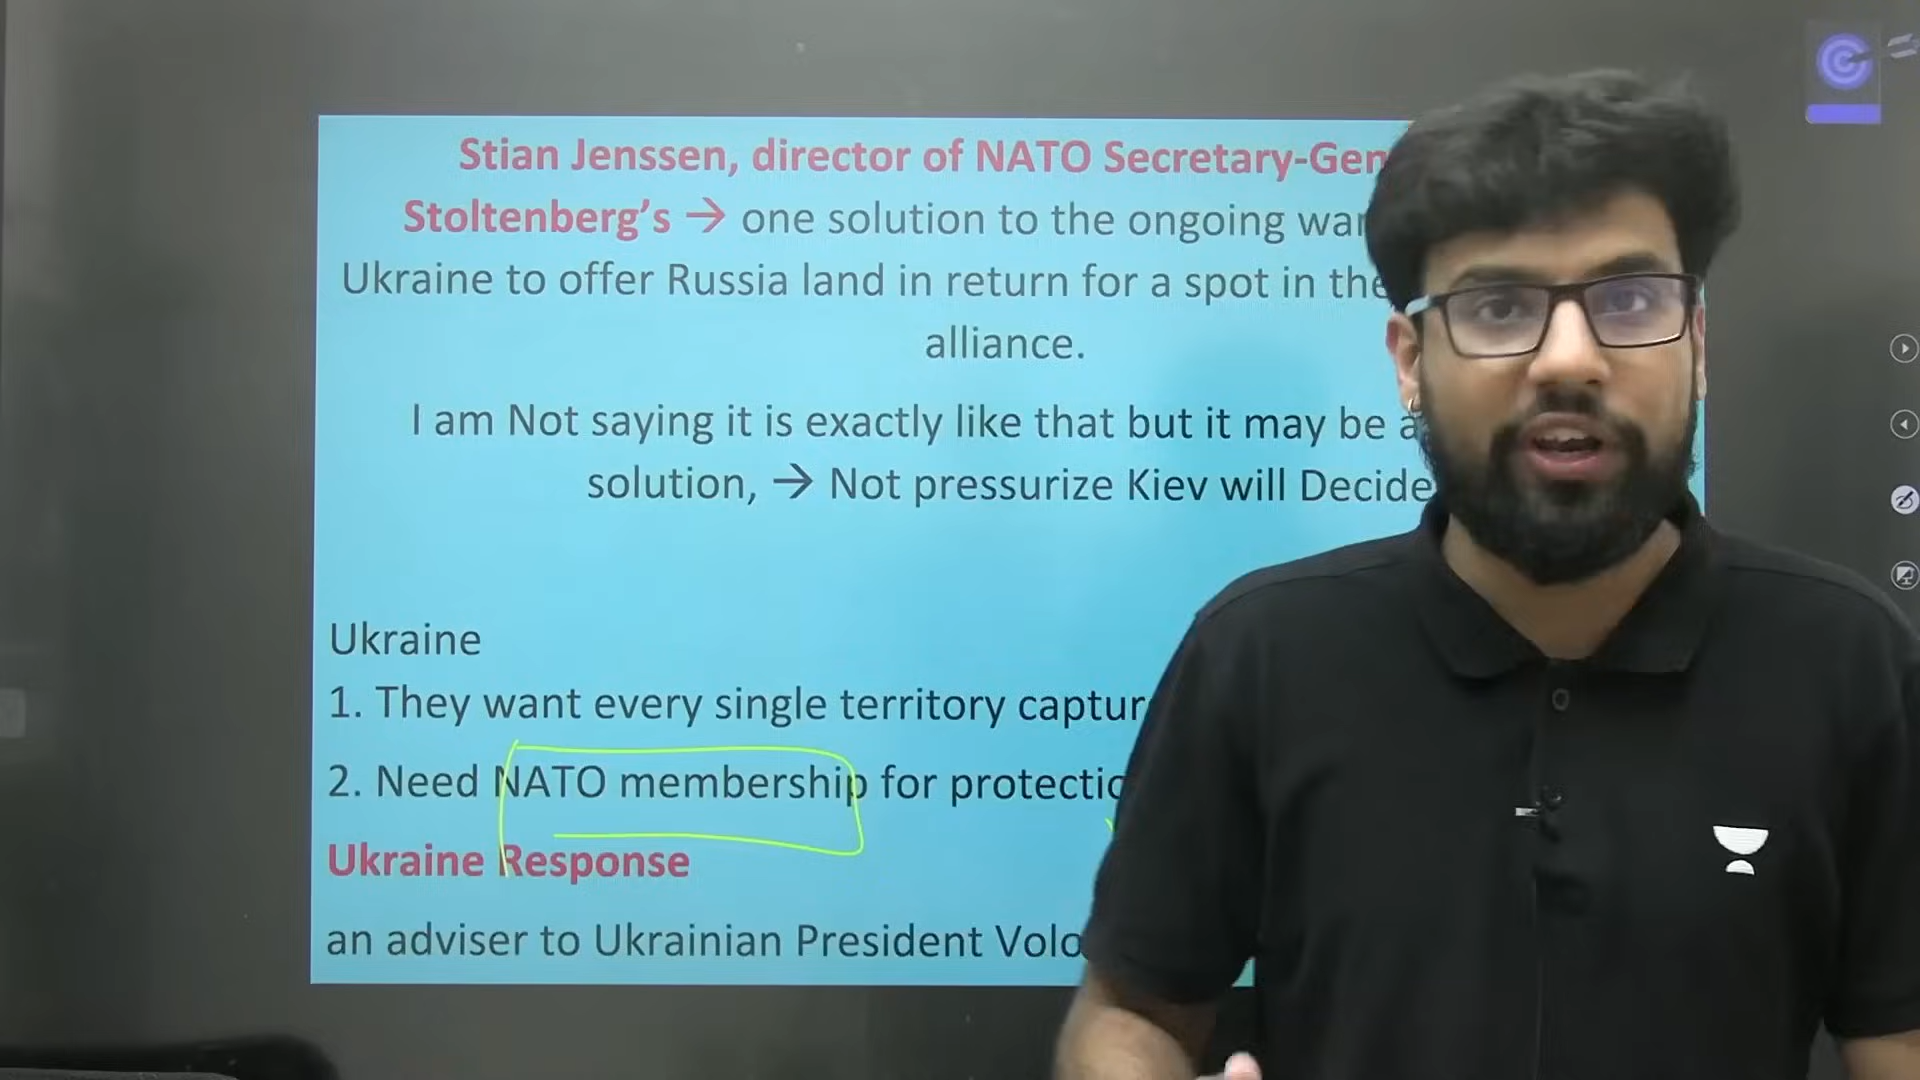 Stian Jenssen, director of NATO Secretary-Gen
Stoltenberg's → one solution to the ongoing war
Ukraine to offer Russia land in return for a spot in the
alliance.
I am Not saying it is exactly like that but it may be a
solution, → Not pressurize Kiev will Decide
Ukraine
1. They want every single territory captur
2. Need NATO membership for protectio
Ukraine Response
an adviser to Ukrainian President Volo